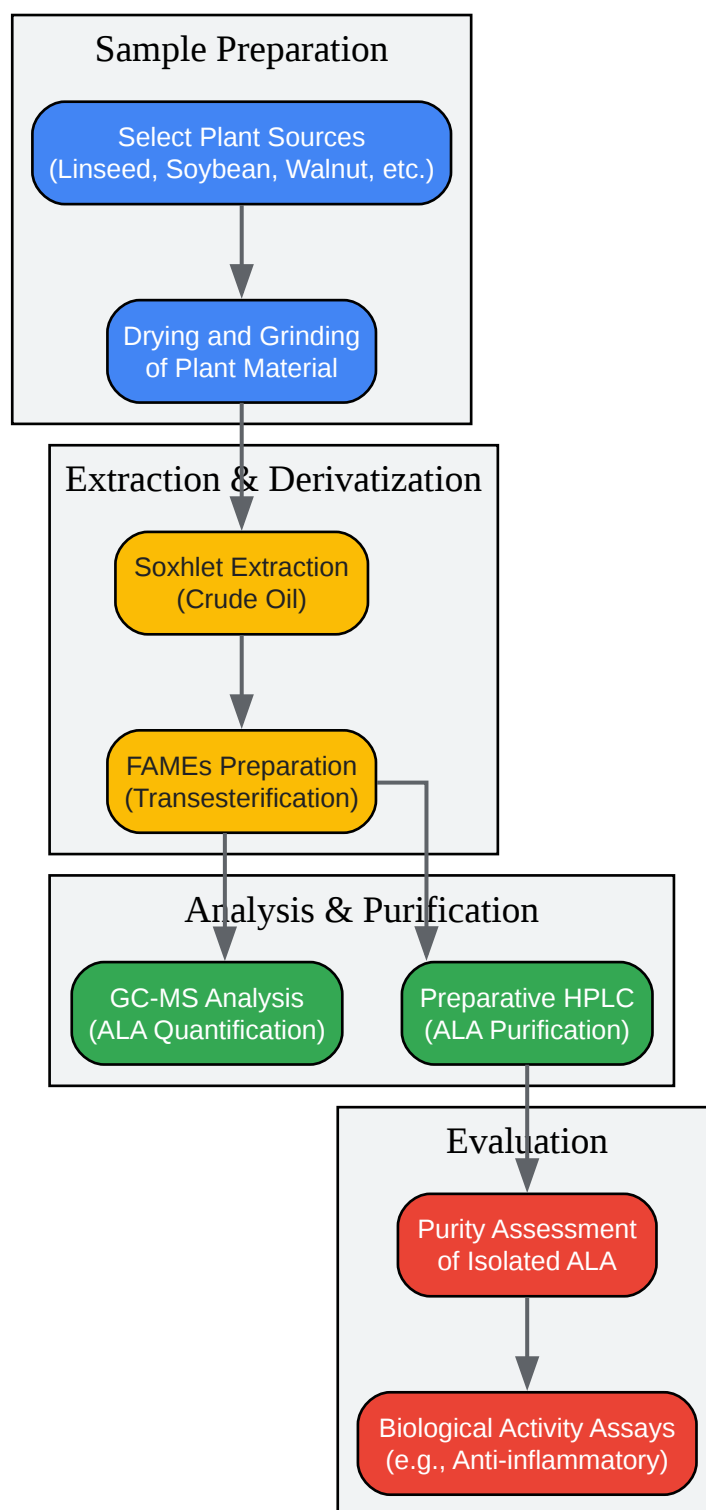 Sample Preparation
Select Plant Sources
(Linseed, Soybean, Walnut, etc.)
Drying and Grinding
of Plant Material
Extraction & Derivatization
Soxhlet Extraction
(Crude Oil)
FAMEs Preparation
(Transesterification)
Analysis & Purification
GC-MS Analysis
(ALA Quantification)
Preparative HPLC
(ALA Purification)
Evaluation
Purity Assessment
of Isolated ALA
Biological Activity Assays
(e.g., Anti-inflammatory)